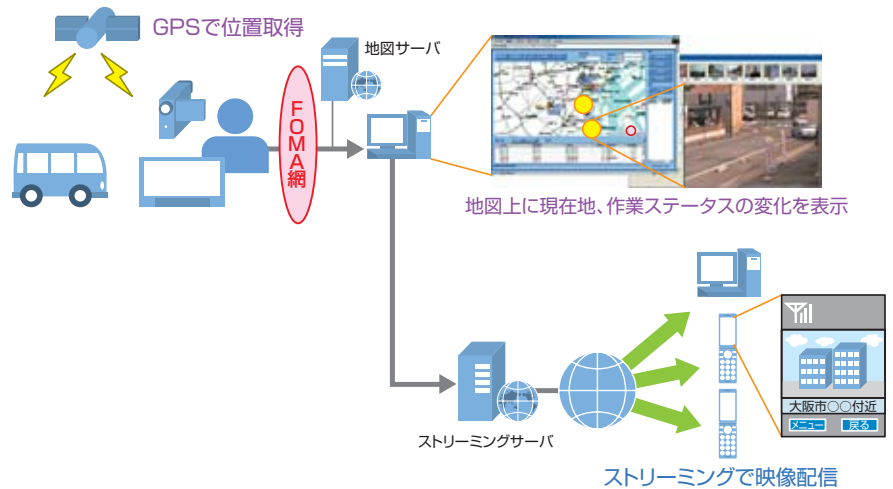 GPSで位置取得
地図サーバ
FOMA網
地図上に現在地、作業ステータスの変化を表示
ストリーミングサーバ
大阪市○○付近
メニュー 戻る
ストリーミングで映像配信